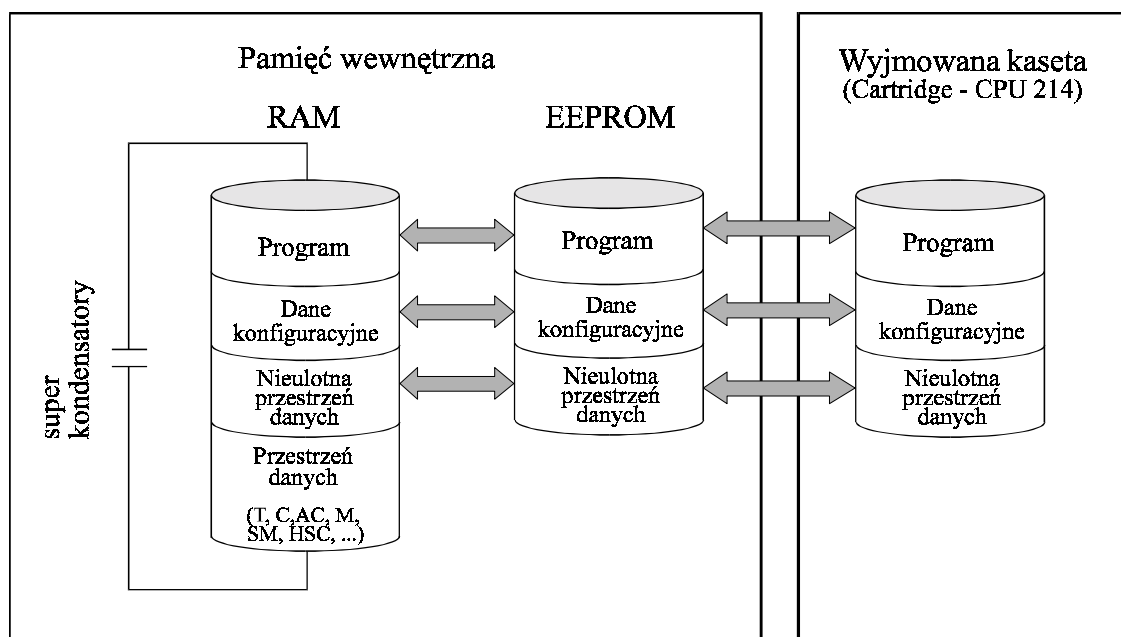 Pamięć wewnętrzna
RAM
EEPROM
super
kondensatory
Program
Dane
konfiguracyjne
Nieulotna
przestrzeń
danych
Przestrzeń
danych
(T, C,AC, M,
SM, HSC, ...)
Program
Dane
konfiguracyjne
Nieulotna
przestrzeń
danych
Wyjmowana kaseta
(Cartridge - CPU 214)
Program
Dane
konfiguracyjne
Nieulotna
przestrzeń
danych